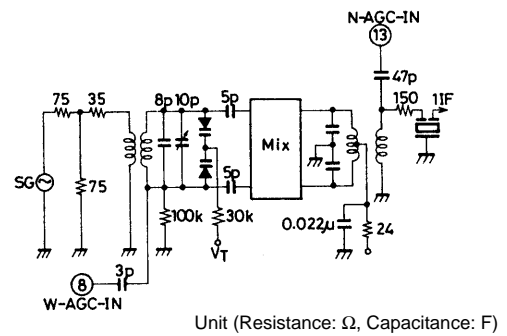 N-AGC-IN
13
47p
75
35
8p
10p
5p
150
1IF
Mix
SG
75
5p
100k
30k
0.022μ
24
VT
3p
8
W-AGC-IN
Unit (Resistance: Ω, Capacitance: F)